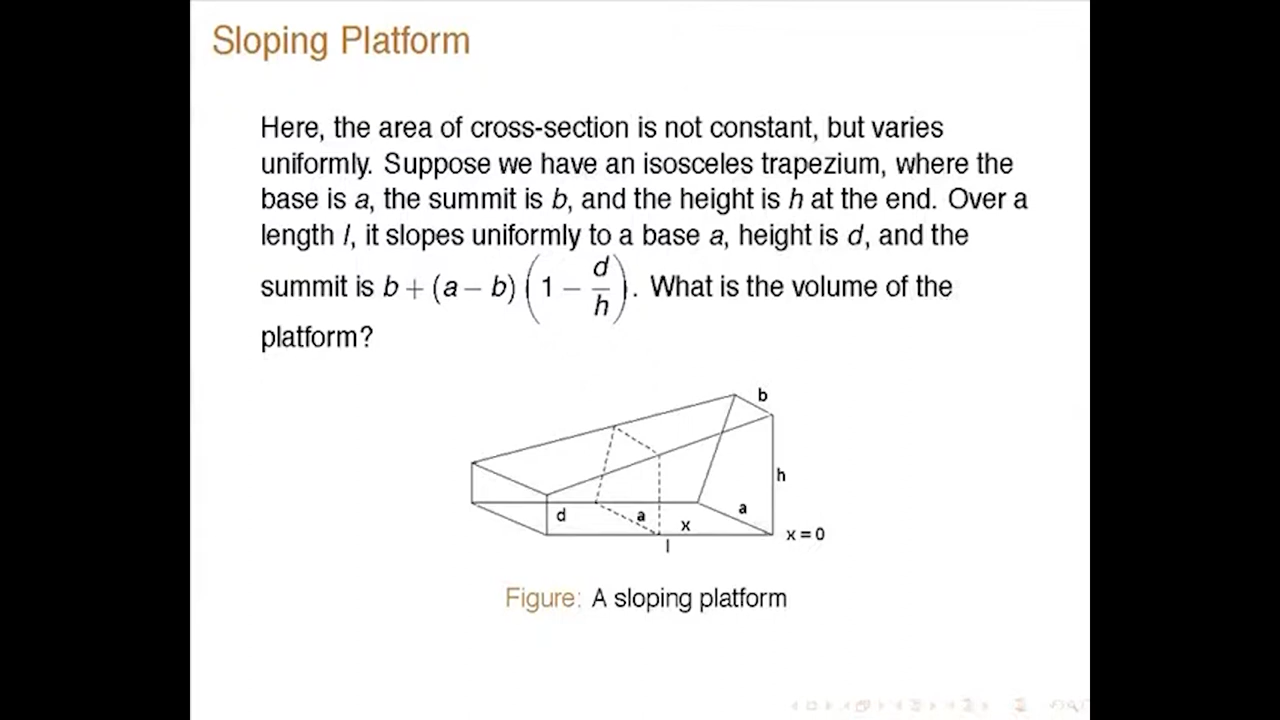 Sloping Platform
Here, the area of cross-section is not constant, but varies
uniformly. Suppose we have an isosceles trapezium, where the
base is a, the summit is b, and the height is h at the end. Over a
length l, it slopes uniformly to a base a, height is d, and the
summit is b + (a − b) (1 − d/h). What is the volume of the
platform?
b
h
a
d
a
x
x = 0
l
Figure: A sloping platform